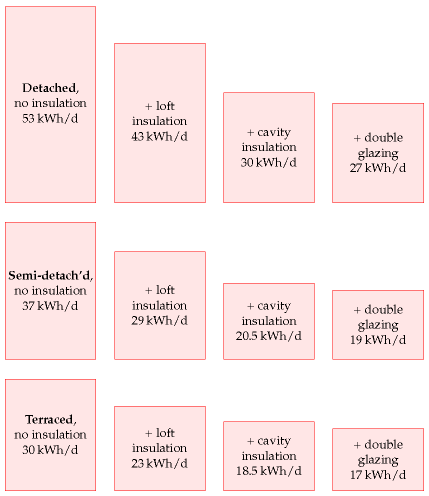 Detached,
no insulation
53 kWh/d
+ loft
insulation
43 kWh/d
+ cavity
insulation
30 kWh/d
+ double
glazing
27 kWh/d
Semi-detach'd,
no insulation
37 kWh/d
+ loft
insulation
29 kWh/d
+ cavity
insulation
20.5 kWh/d
+ double
glazing
19 kWh/d
Terraced,
no insulation
30 kWh/d
+ loft
insulation
23 kWh/d
+ cavity
insulation
18.5 kWh/d
+ double
glazing
17 kWh/d